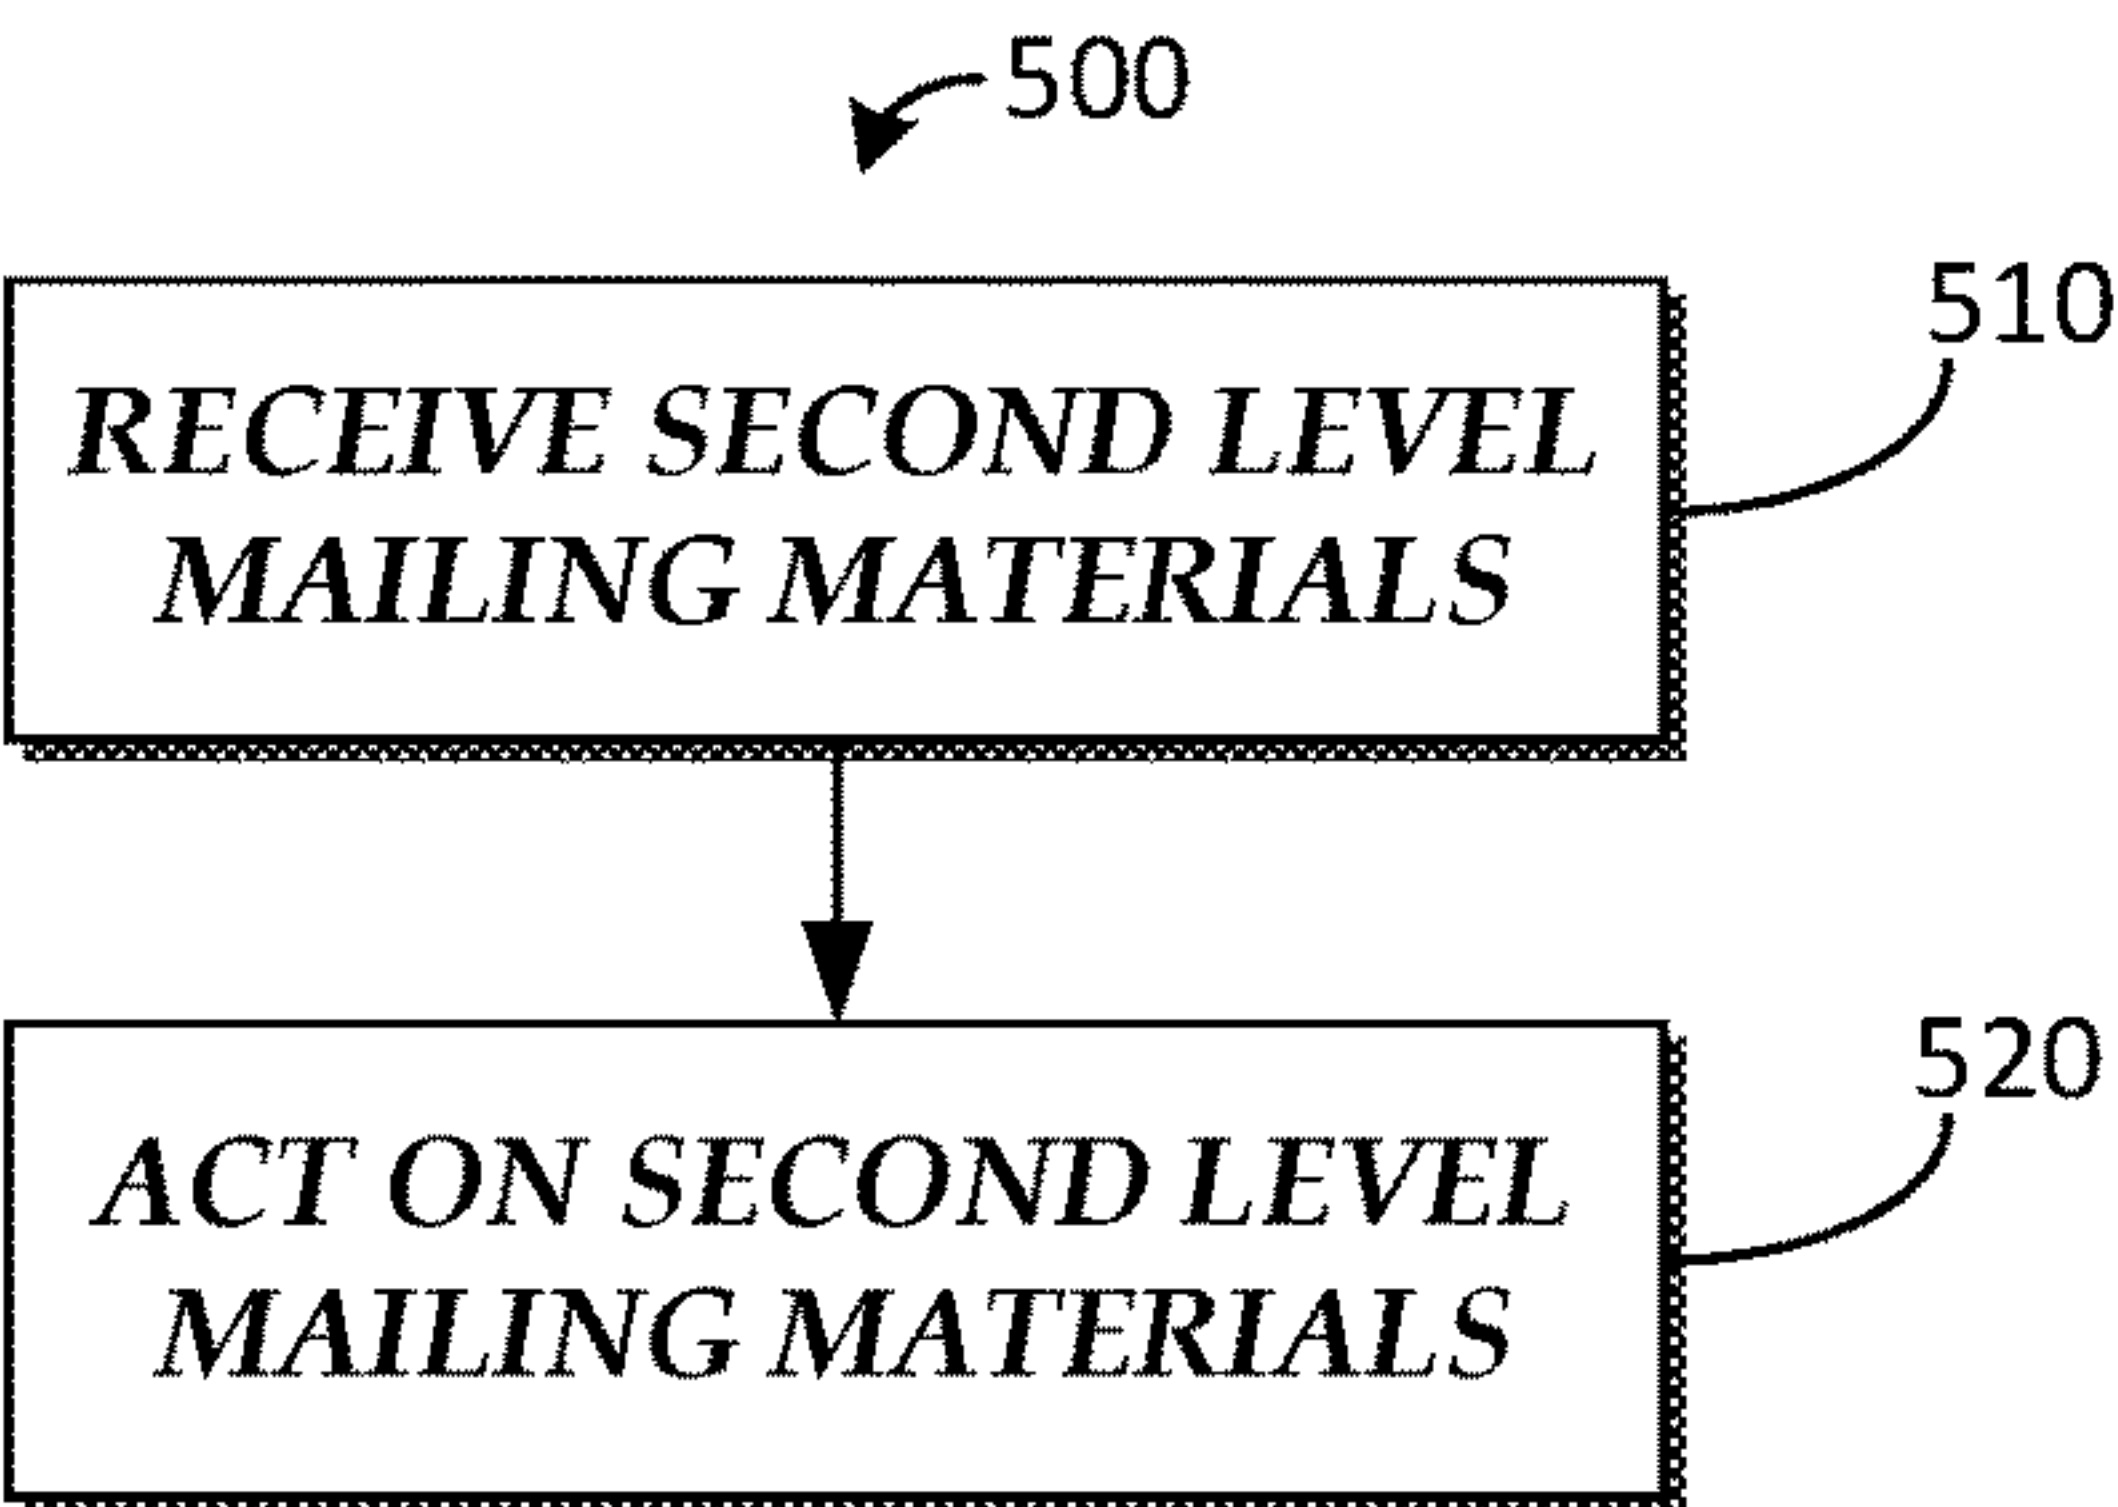 500
510
RECEIVE SECOND LEVEL
MAILING MATERIALS
520
ACT ON SECOND LEVEL
MAILING MATERIALS